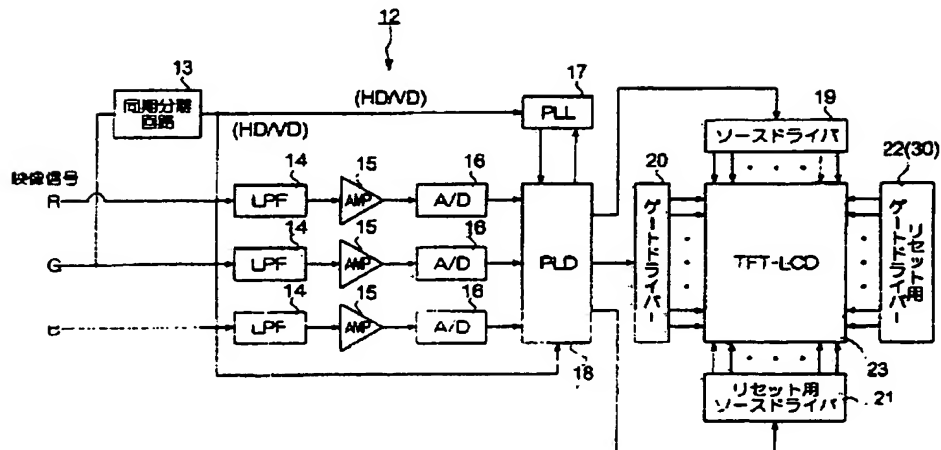 12
13
同期分離
回路
(HD/VD)
(HD/VD)
17
PLL
映像信号
R
G
14
LPF
15
AMP
16
A/D
14
LPF
15
AMP
16
A/D
14
LPF
15
AMP
16
A/D
PLD
18
19
ソースドライバ
20
ゲートドライバー
TFT-LCD
23
22(30)
リセット用
ゲートドライバー
リセット用
ソースドライバ
21